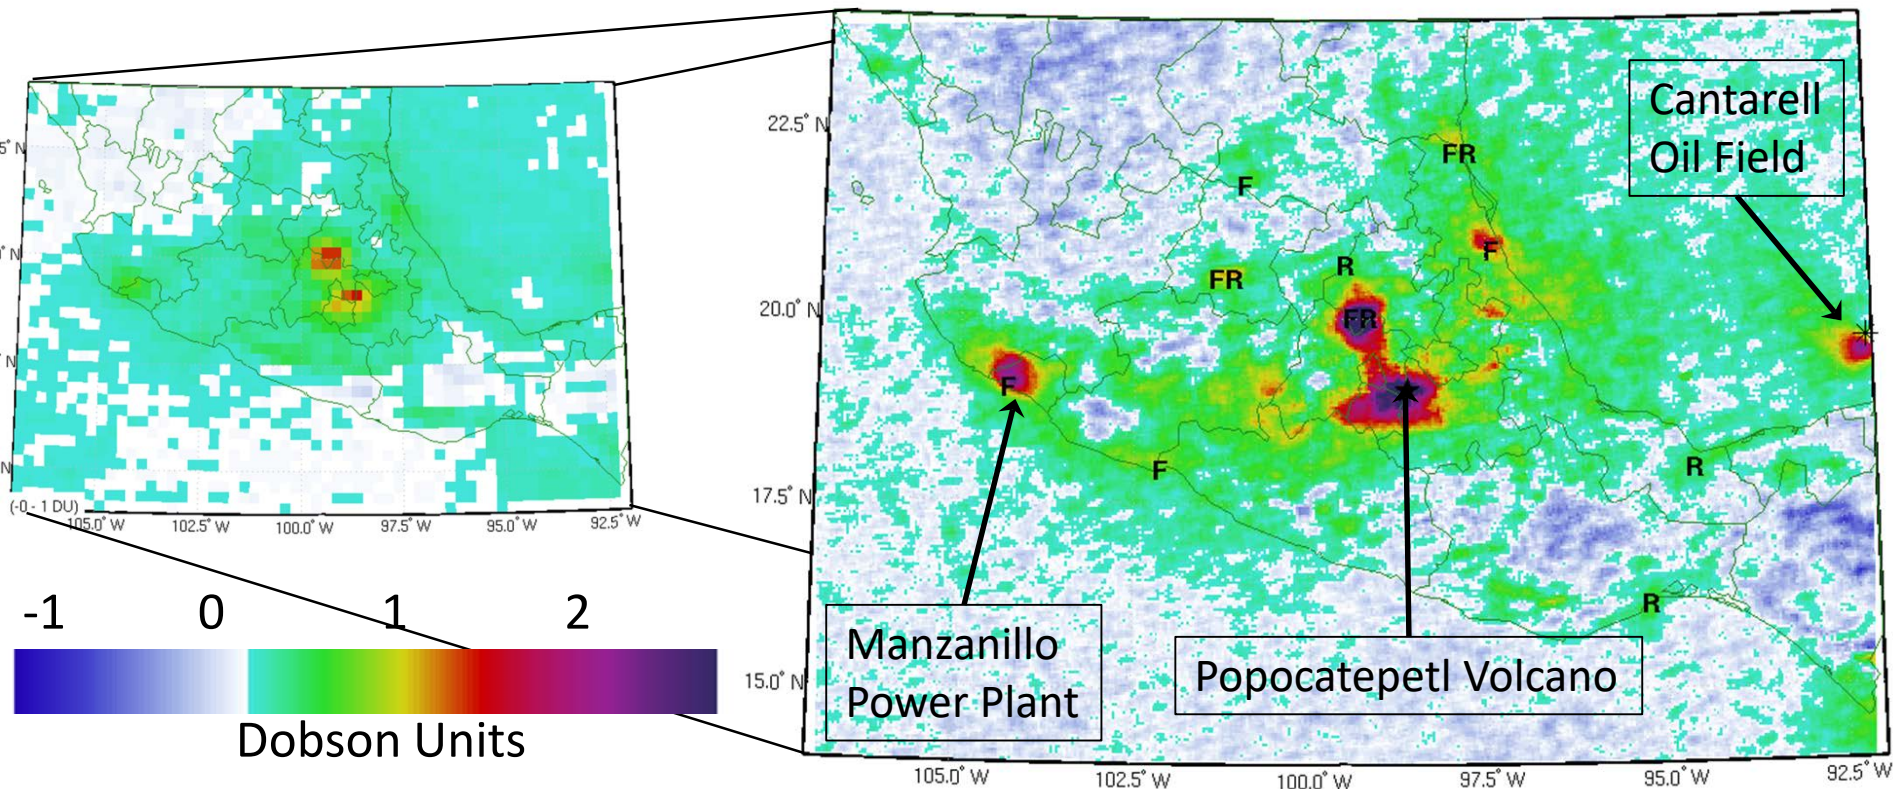 5° N
0° N
N
N
(-0 - 1 DU)
105.0° W 102.5° W 100.0° W 97.5° W 95.0° W 92.5° W
-1 0 1 2
Dobson Units
22.5° N
20.0° N
17.5° N
15.0° N
105.0° W 102.5° W 100.0° W 97.5° W 95.0° W 92.5° W
Cantarell
Oil Field
FR
F
F
R
FR
FR
F
F
R
R
Manzanillo
Power Plant
Popocatepetl Volcano